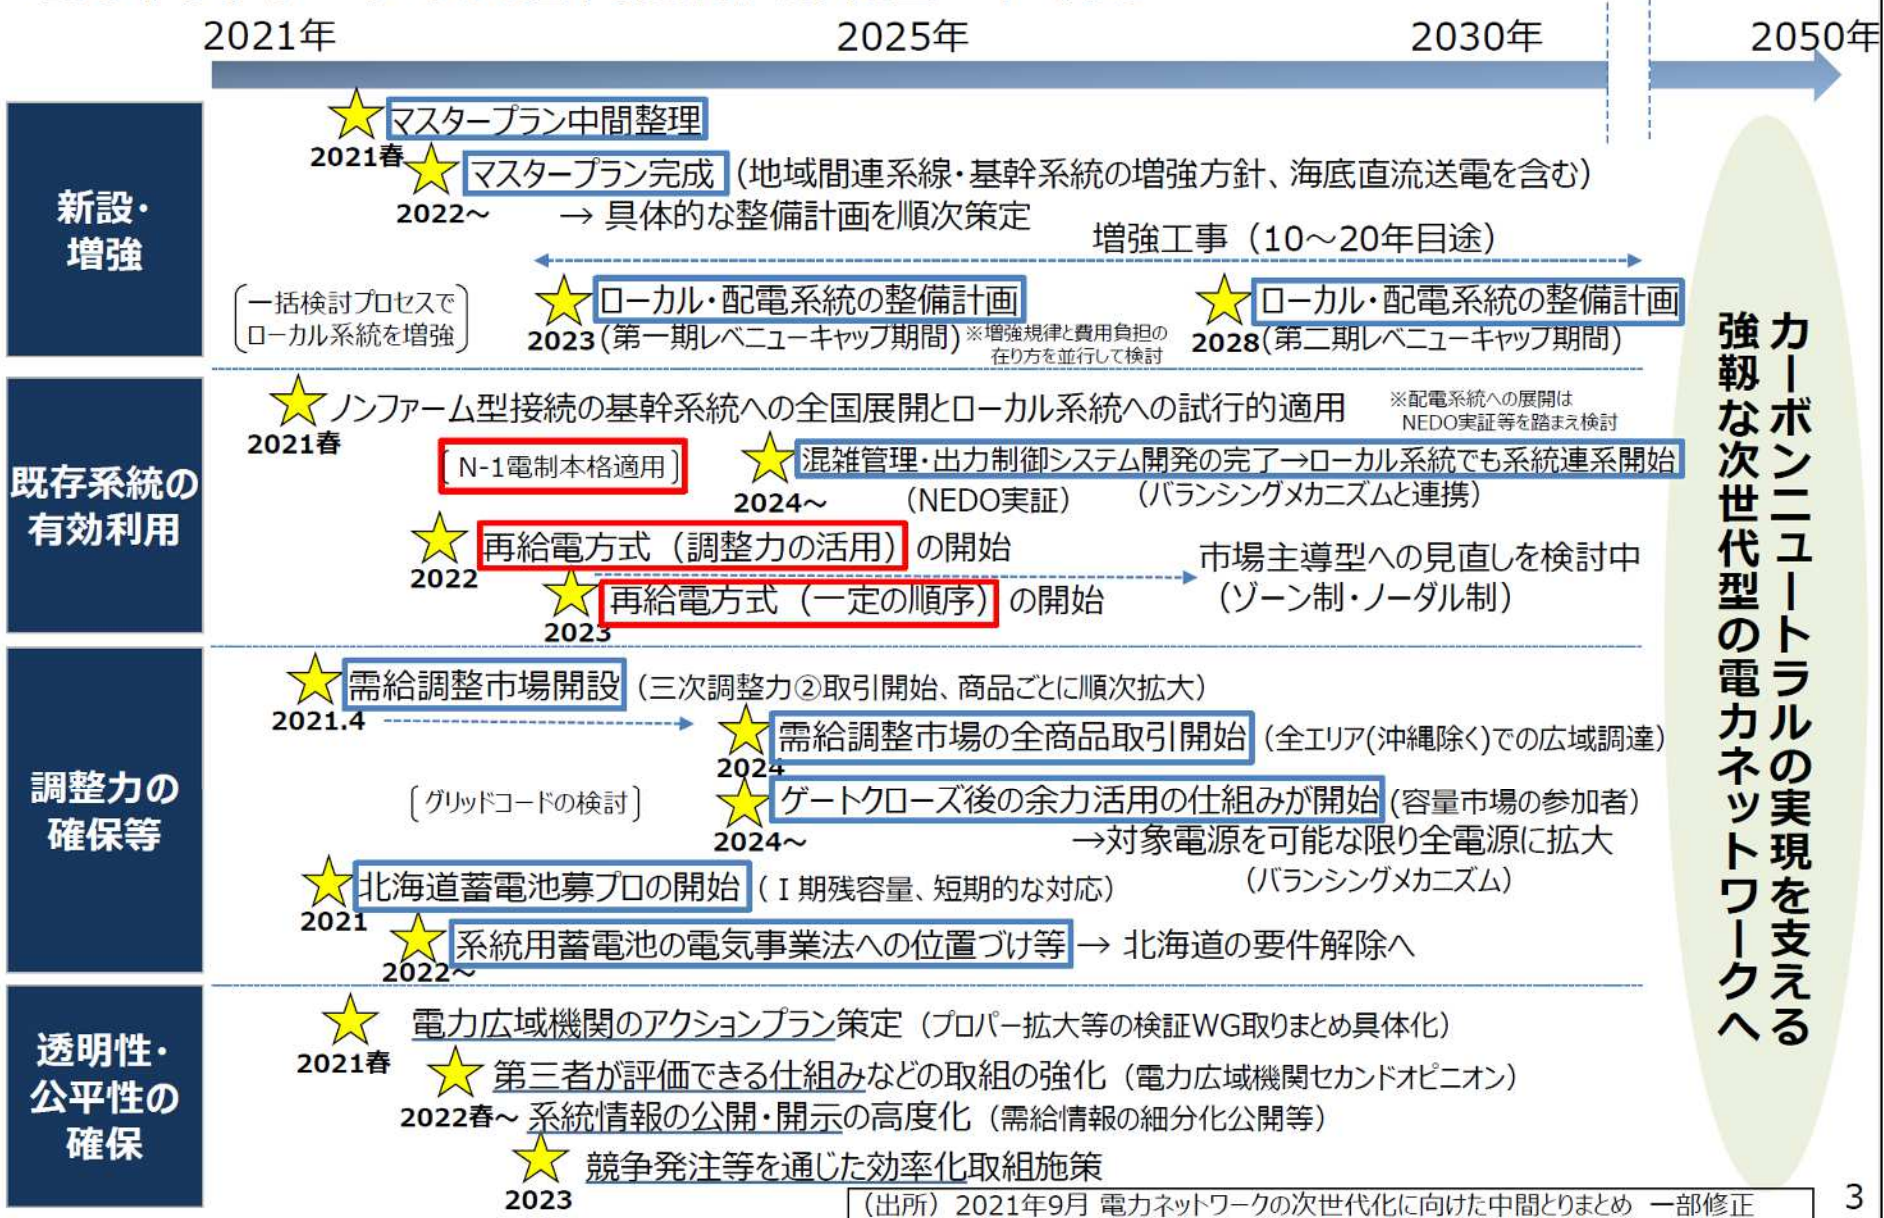 2021年
2025年
2030年
2050年
新設・
増強
マスタープラン中間整理
2021春
マスタープラン完成（地域間連系線・基幹系統の増強方針、海底直流送電を含む）
2022～
→ 具体的な整備計画を順次策定
増強工事（10～20年目途）
一括検討プロセスで
ローカル系統を増強
ローカル・配電系統の整備計画
2023（第一期レベニューキャップ期間）
※増強規律と費用負担の
在り方を並行して検討
ローカル・配電系統の整備計画
2028（第二期レベニューキャップ期間）
既存系統の
有効利用
ノンファーム型接続の基幹系統への全国展開とローカル系統への試行的適用
2021春
※配電系統への展開は
NEDO実証等を踏まえ検討
〔N-1電制本格適用〕
混雑管理・出力制御システム開発の完了→ローカル系統でも系統連系開始
2024～
（NEDO実証）
（バランシングメカニズムと連携）
再給電方式（調整力の活用）の開始
2022
再給電方式（一定の順序）の開始
2023
市場主導型への見直しを検討中
（ゾーン制・ノーダル制）
調整力の
確保等
需給調整市場開設（三次調整力②取引開始、商品ごとに順次拡大）
2021.4
需給調整市場の全商品取引開始（全エリア(沖縄除く)での広域調達）
2024
〔グリッドコードの検討〕
ゲートクローズ後の余力活用の仕組みが開始（容量市場の参加者）
2024～
→対象電源を可能な限り全電源に拡大
（バランシングメカニズム）
北海道蓄電池募プロの開始（Ⅰ期残容量、短期的な対応）
2021
系統用蓄電池の電気事業法への位置づけ等 → 北海道の要件解除へ
2022～
透明性・
公平性の
確保
電力広域機関のアクションプラン策定（プロパー拡大等の検証WG取りまとめ具体化）
2021春
第三者が評価できる仕組みなどの取組の強化（電力広域機関セカンドオピニオン）
2022春～
系統情報の公開・開示の高度化（需給情報の細分化公開等）
競争発注等を通じた効率化取組施策
2023
カーボンニュートラルの実現を支える
強靱な次世代型の電力ネットワークへ
（出所）2021年9月 電力ネットワークの次世代化に向けた中間とりまとめ 一部修正
3